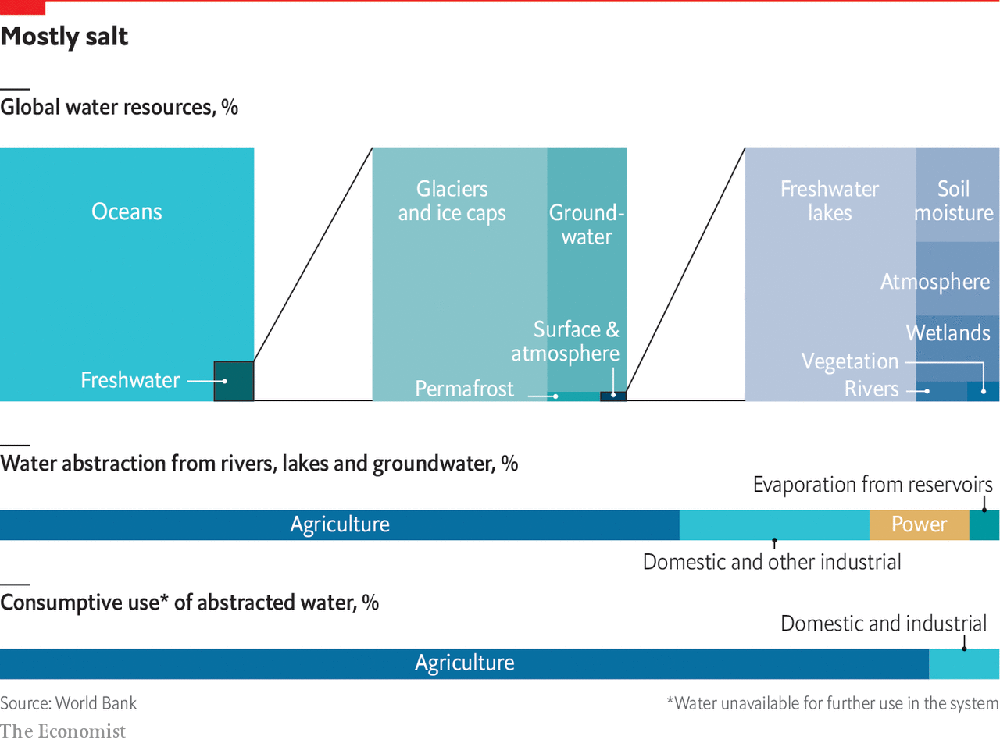 Mostly salt
Global water resources, %
Oceans
Freshwater
Glaciers
and ice caps
Ground-
water
Surface &
atmosphere
Permafrost
Freshwater
lakes
Soil
moisture
Atmosphere
Wetlands
Vegetation
Rivers
Water abstraction from rivers, lakes and groundwater, %
Evaporation from reservoirs
Agriculture
Power
Domestic and other industrial
Consumptive use* of abstracted water, %
Domestic and industrial
Agriculture
Source: World Bank
*Water unavailable for further use in the system
The Economist